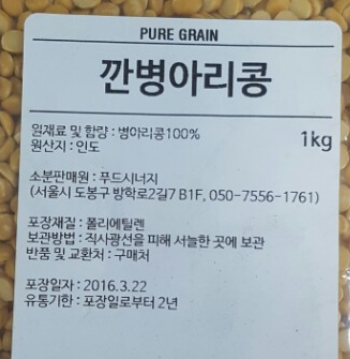 PURE GRAIN
깐병아리콩
원재료 및 함량 : 병아리콩100%
1kg
원산지 : 인도
소분판매원 : 푸드시너지
(서울시 도봉구 방학로2길7 B1F, 050-7556-1761)
포장재질 : 폴리에틸렌
보관방법 : 직사광선을 피해 서늘한 곳에 보관
반품 및 교환처 : 구매처
포장일자 : 2016.3.22
유통기한 : 포장일로부터 2년